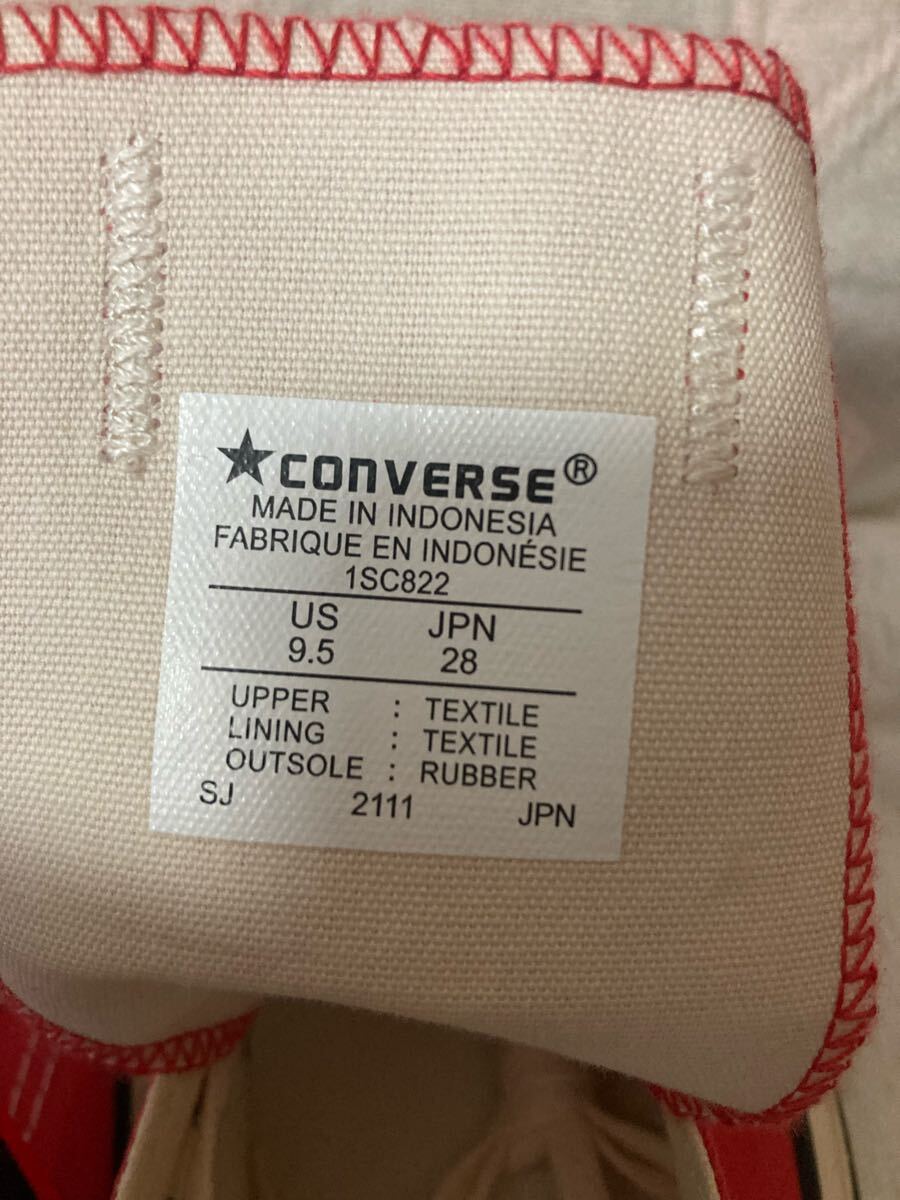 ★CONVERSE®
MADE IN INDONESIA
FABRIQUE EN INDONÉSIE
1SC822
US JPN
9.5 28
UPPER : TEXTILE
LINING : TEXTILE
OUTSOLE : RUBBER
SJ 2111 JPN